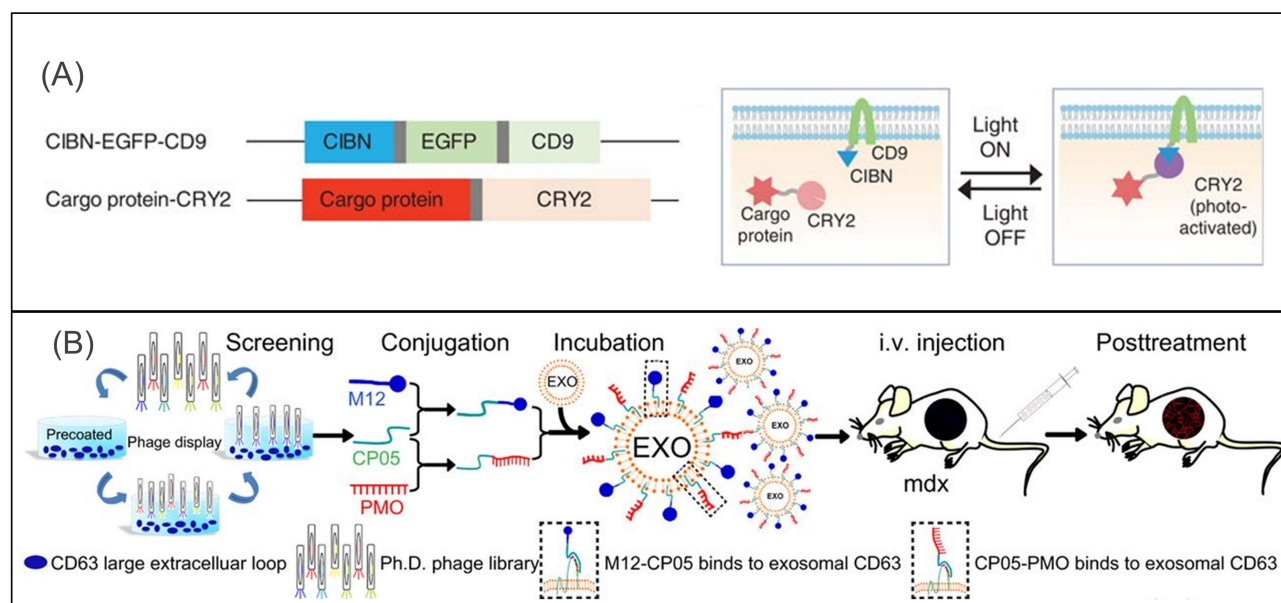 (A)
CIBN-EGFP-CD9
CIBN
EGFP
CD9
Cargo protein-CRY2
Cargo protein
CRY2
CD9
CIBN
Cargo
protein
CRY2
Light
ON
Light
OFF
CRY2
(photo-
activated)
(B)
Screening
Conjugation
Incubation
i.v. injection
Posttreatment
Precoated
Phage display
M12
CP05
PMO
EXO
EXO
EXO
EXO
EXO
mdx
CD63 large extracelluar loop
Ph.D. phage library
M12-CP05 binds to exosomal CD63
CP05-PMO binds to exosomal CD63